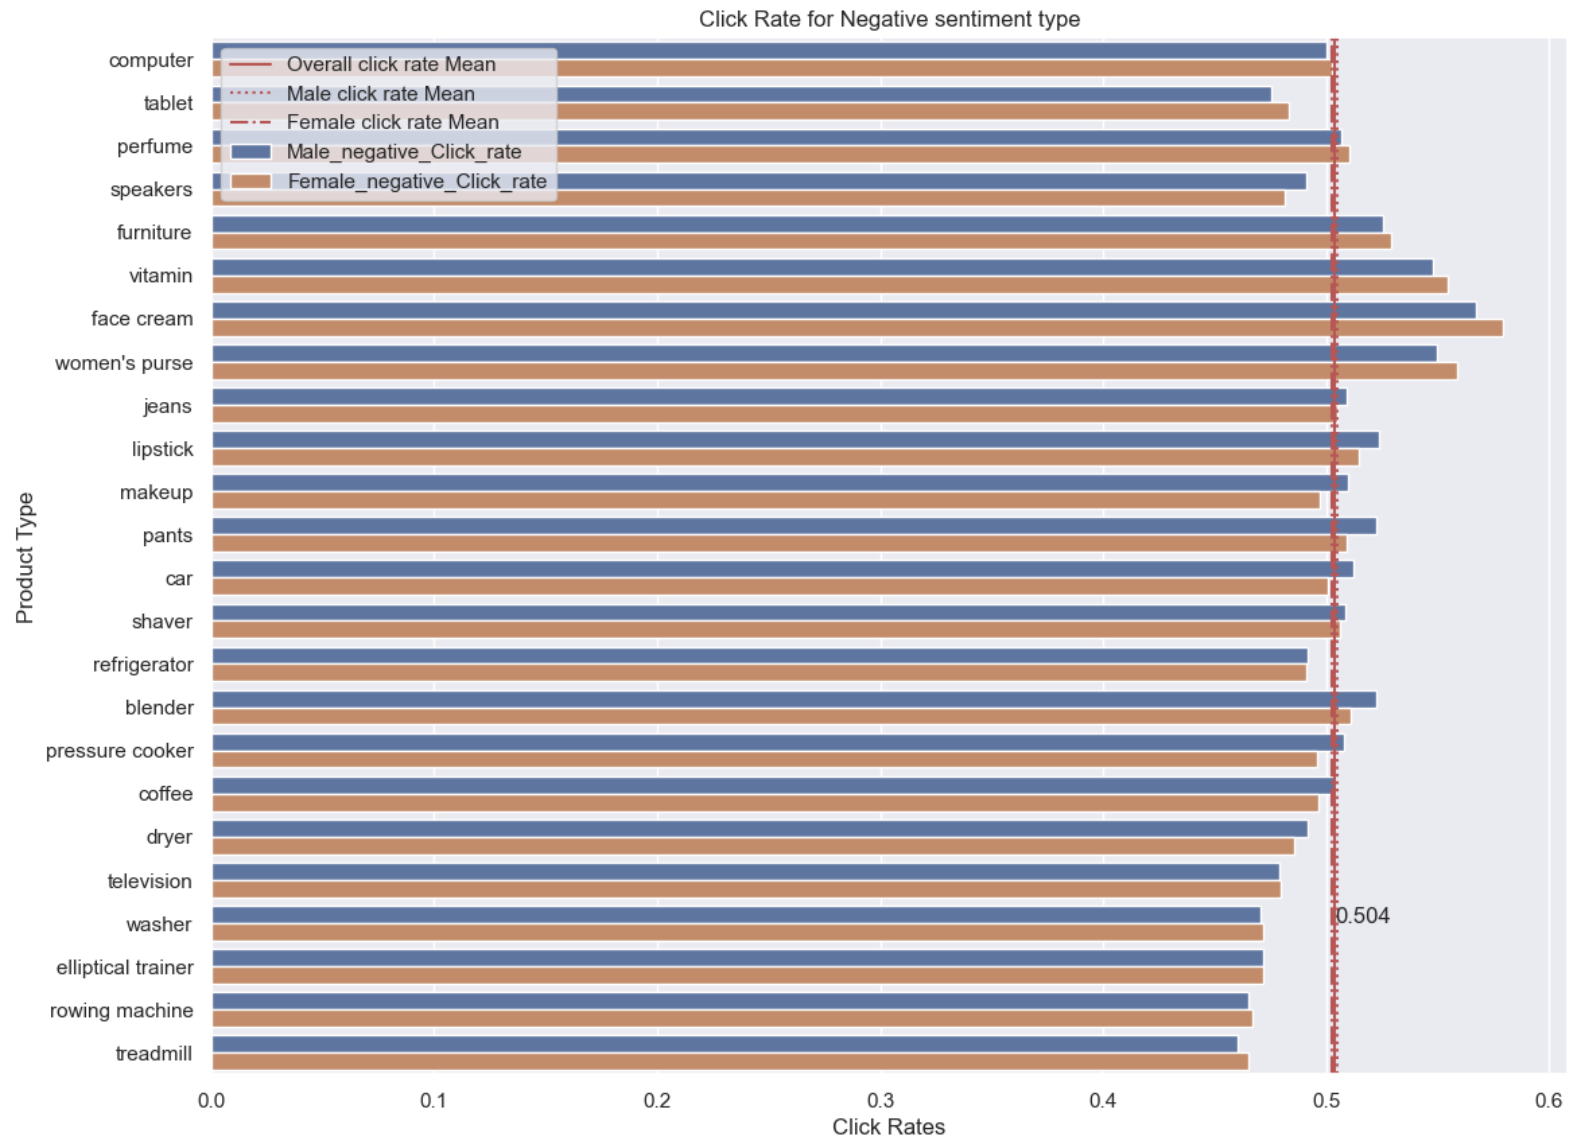 Click Rate for Negative sentiment type
Overall click rate Mean
Male click rate Mean
Female click rate Mean
Male_negative_Click_rate
Female_negative_Click_rate
Product Type
computer
tablet
perfume
speakers
furniture
vitamin
face cream
women's purse
jeans
lipstick
makeup
pants
car
shaver
refrigerator
blender
pressure cooker
coffee
dryer
television
washer
elliptical trainer
rowing machine
treadmill
0.504
0.0 0.1 0.2 0.3 0.4 0.5 0.6
Click Rates